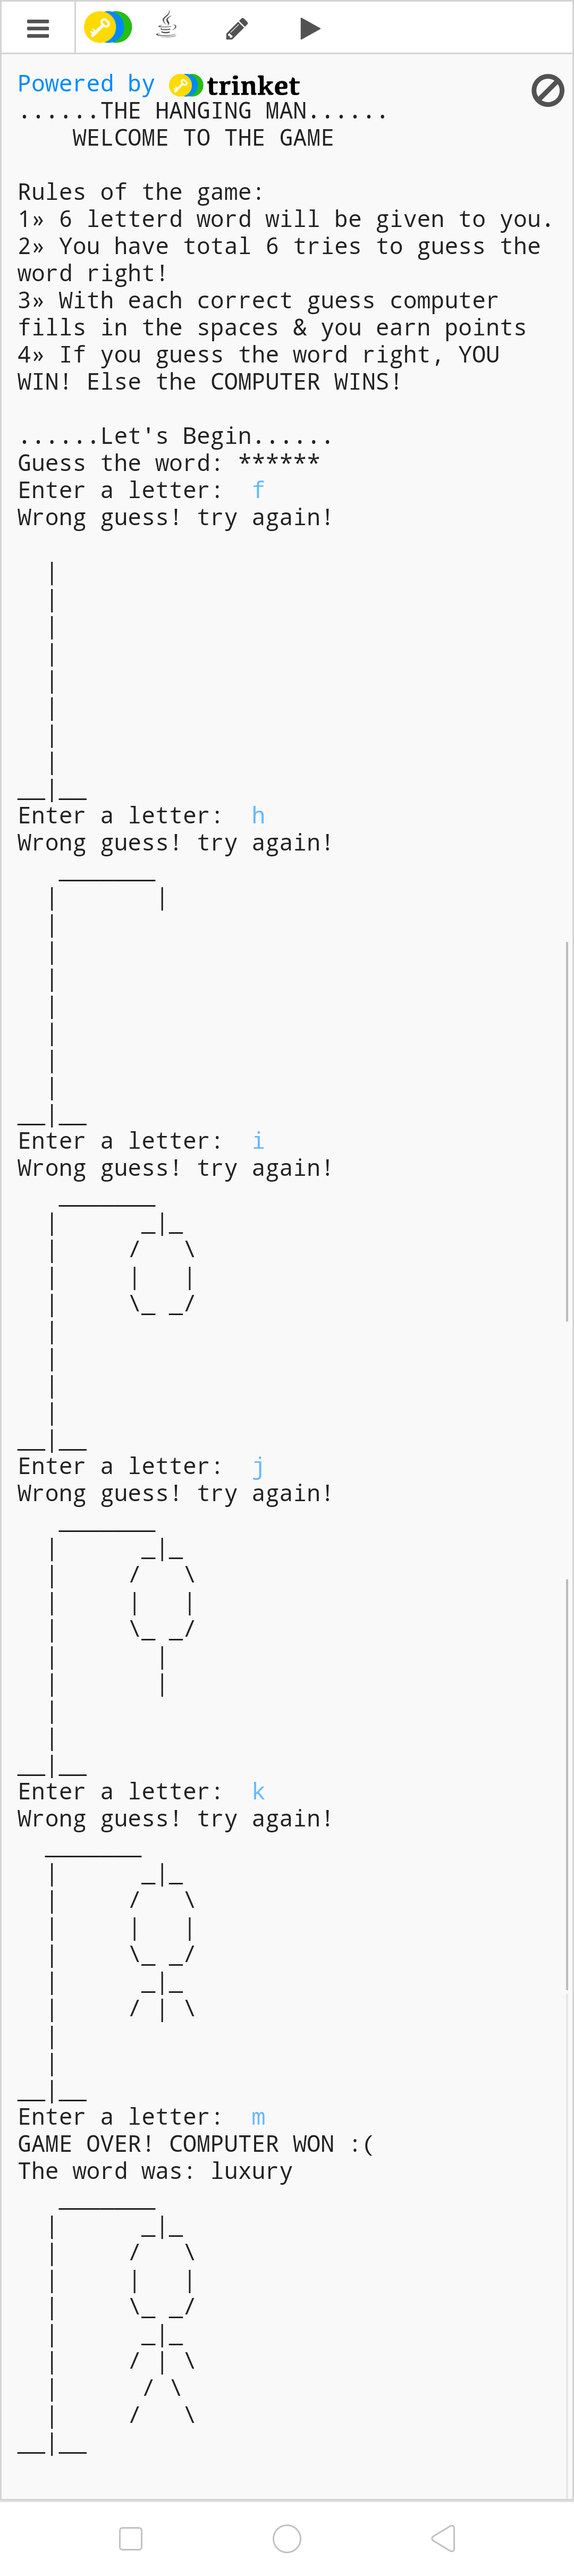 Powered by trinket
......THE HANGING MAN......
WELCOME TO THE GAME
Rules of the game:
1» 6 letterd word will be given to you.
2» You have total 6 tries to guess the
word right!
3» With each correct guess computer
fills in the spaces & you earn points
4» If you guess the word right, YOU
WIN! Else the COMPUTER WINS!
......Let's Begin......
Guess the word: ******
Enter a letter: f
Wrong guess! try again!
Enter a letter: h
Wrong guess! try again!
Enter a letter: i
Wrong guess! try again!
Enter a letter: j
Wrong guess! try again!
Enter a letter: k
Wrong guess! try again!
Enter a letter: m
GAME OVER! COMPUTER WON :(
The word was: luxury